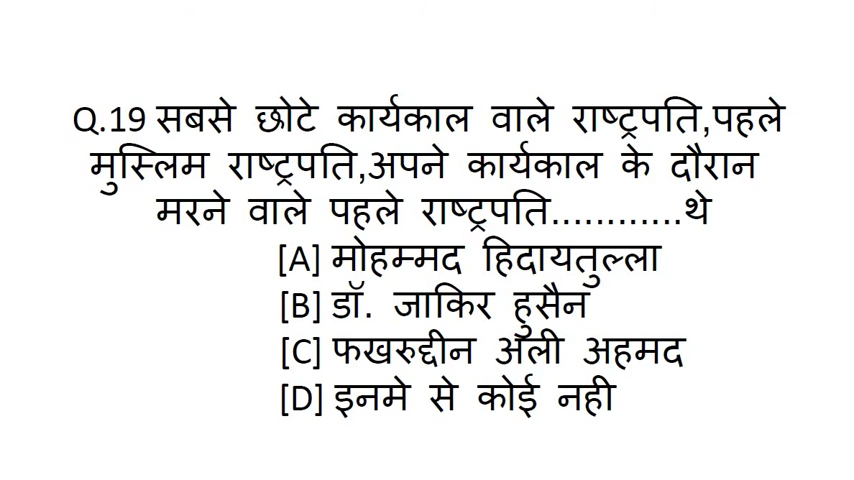 Q.19 सबसे छोटे कार्यकाल वाले राष्ट्रपति,पहले
मुस्लिम राष्ट्रपति,अपने कार्यकाल के दौरान
मरने वाले पहले राष्ट्रपति............थे
[A] मोहम्मद हिदायतुल्ला
[B] डॉ. जाकिर हुसैन
[C] फखरुद्दीन अली अहमद
[D] इनमे से कोई नही